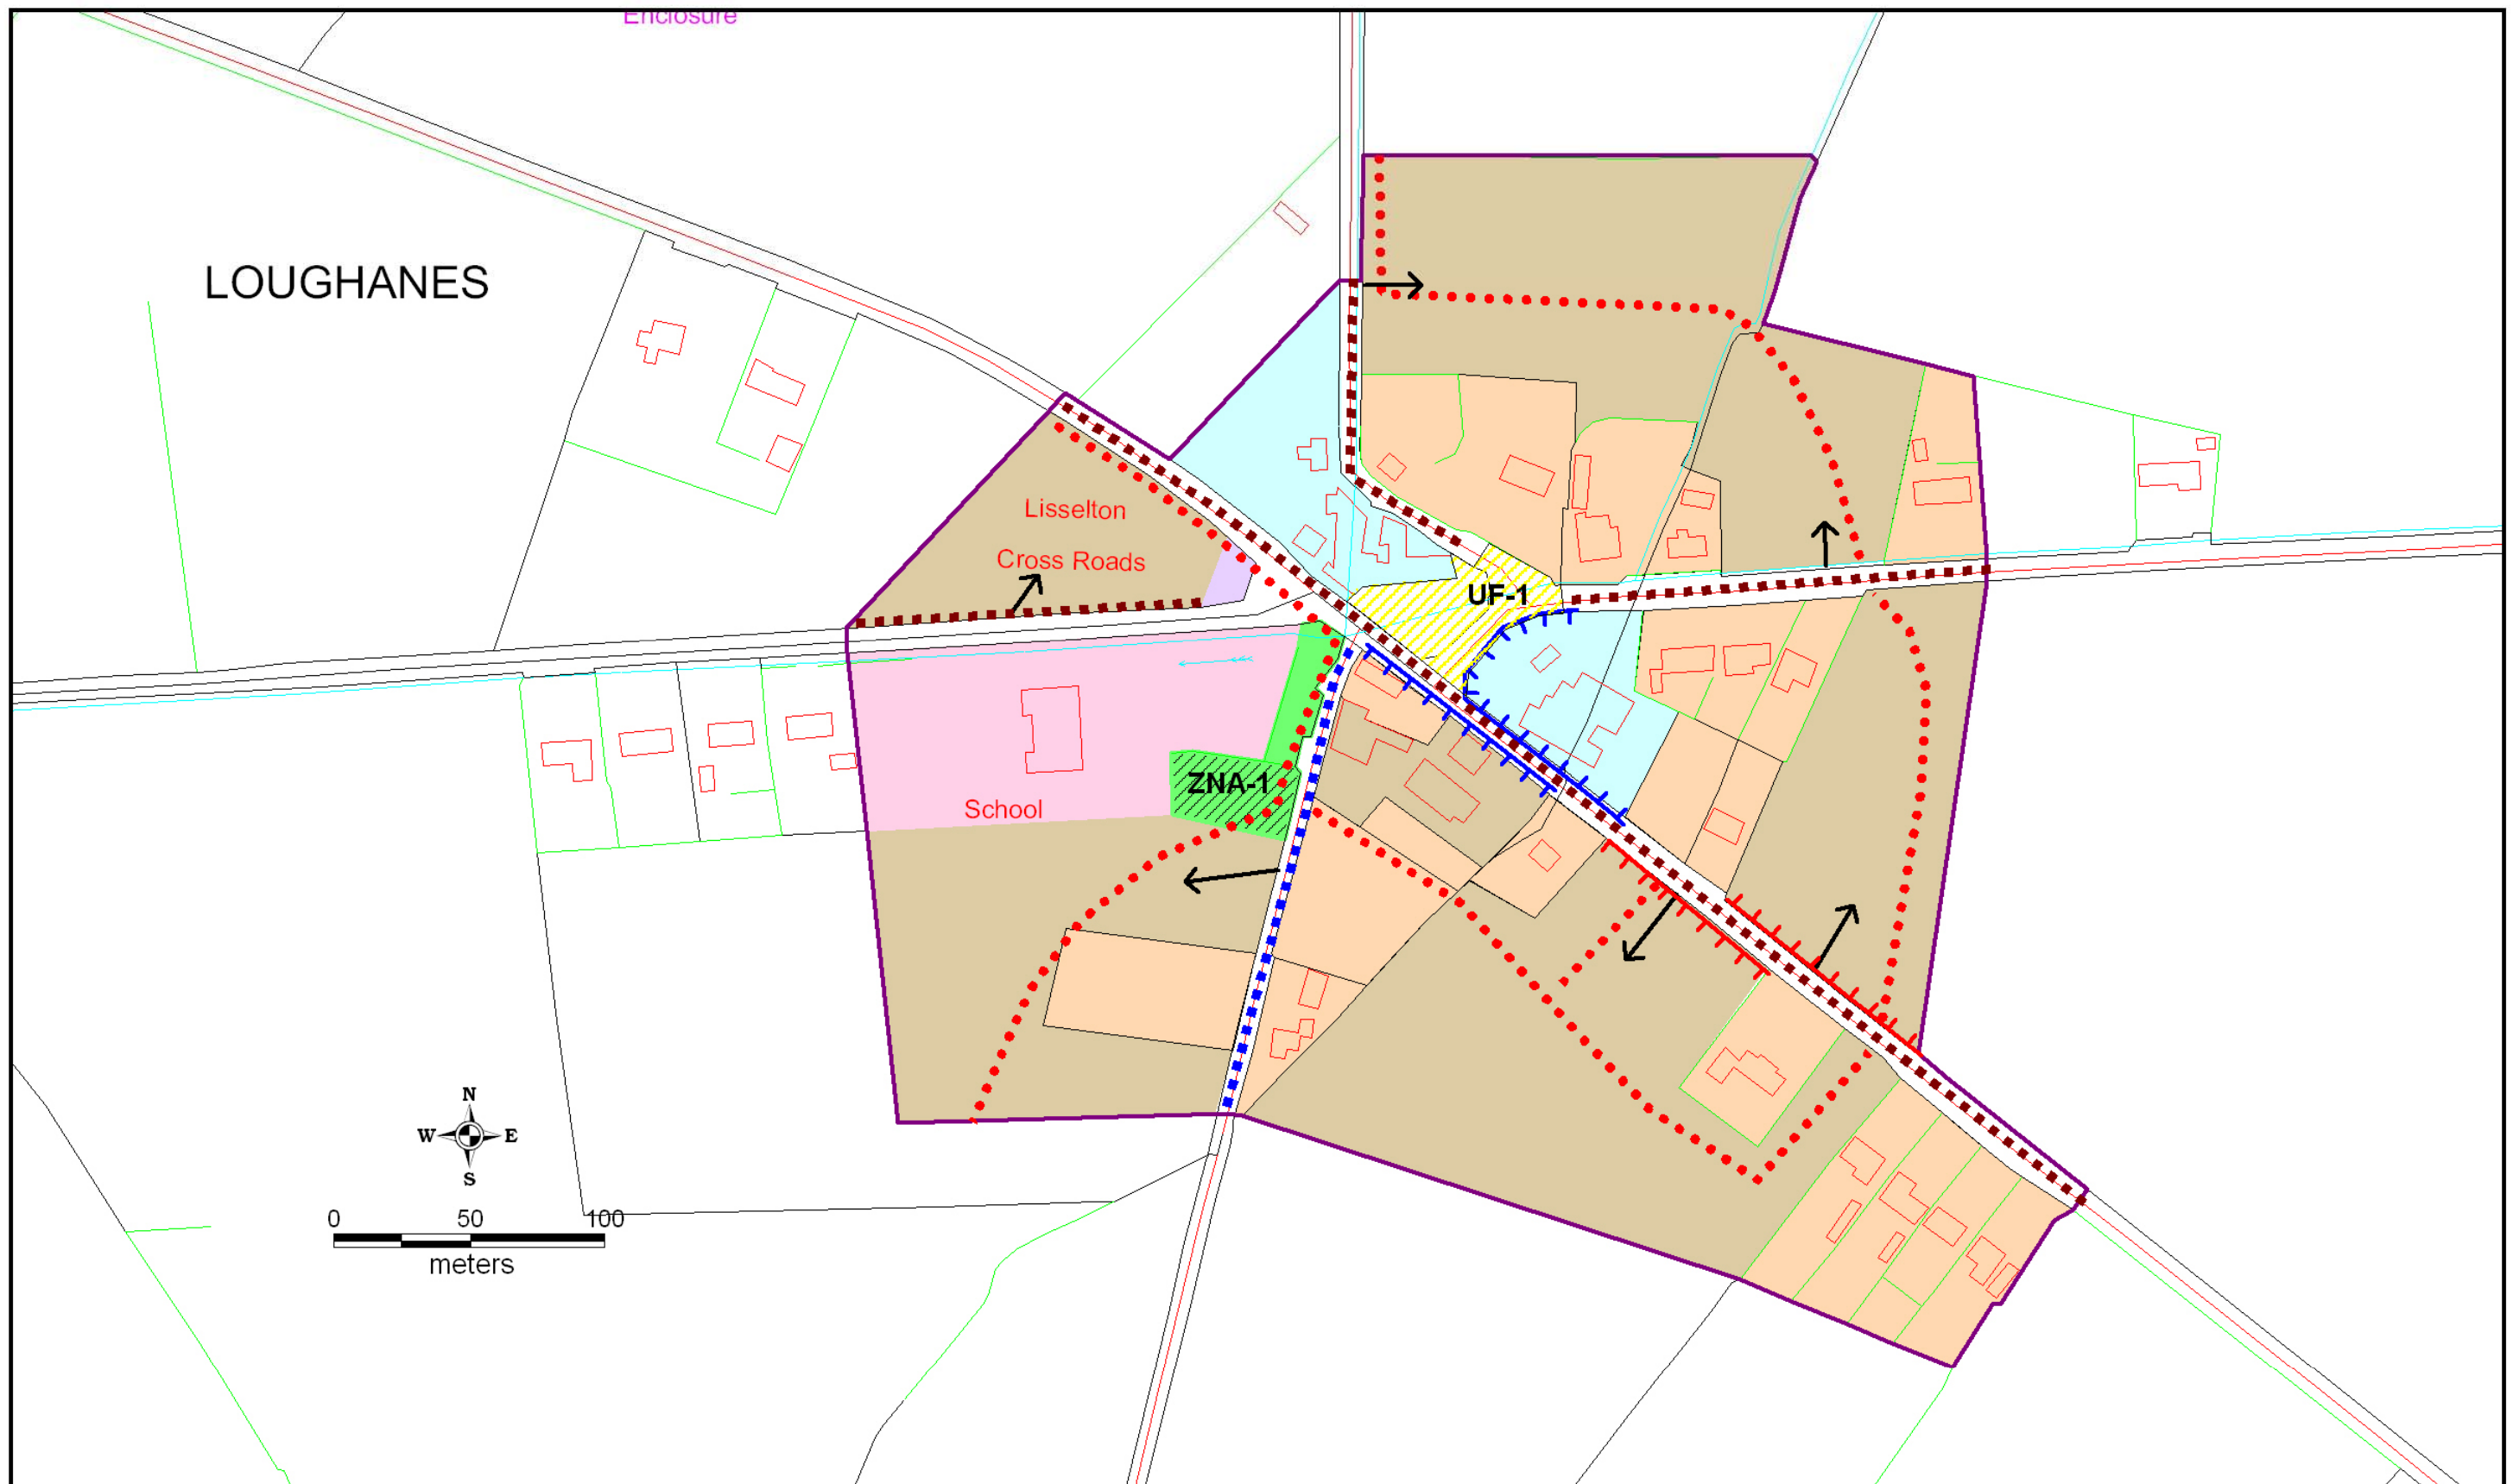 Enclosure
LOUGHANES
Lisselton
Cross Roads
UF-1
ZNA-1
School
N
W E
S
0 50 100
meters